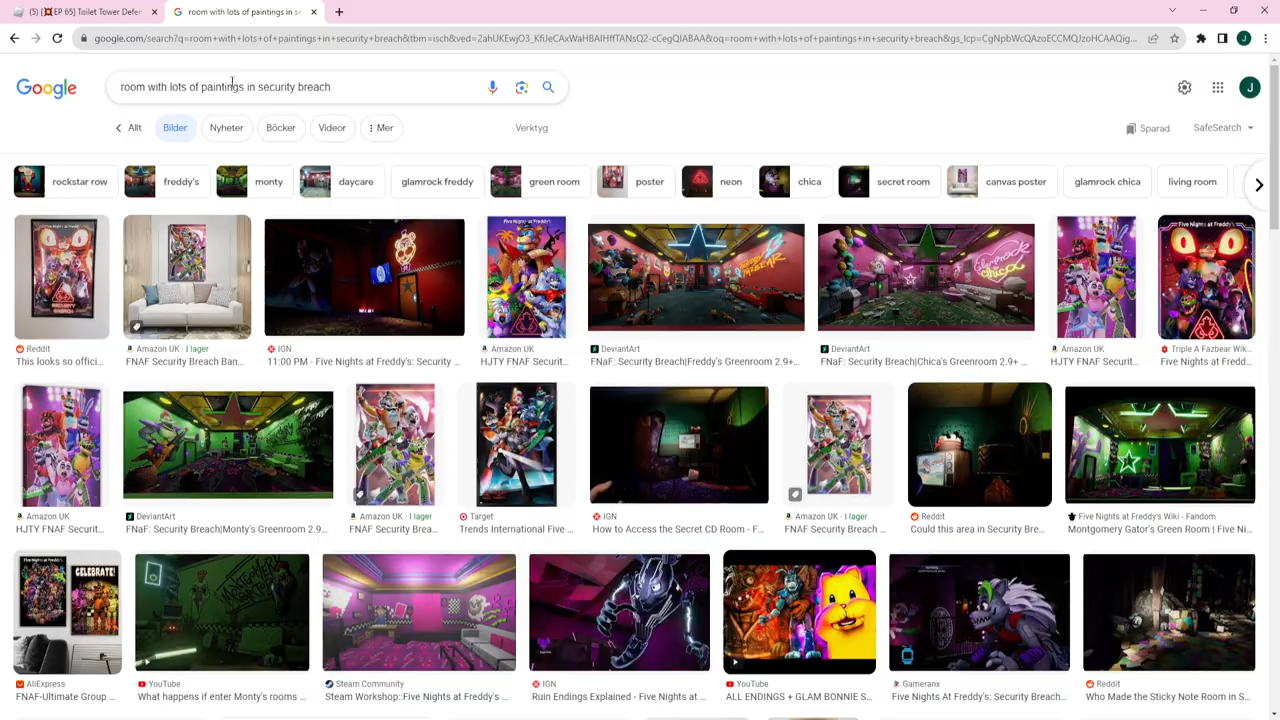 (5) [💥EP 65] Toilet Tower Defen
room with lots of paintings in se
google.com/search?q=room+with+lots+of+paintings+in+security+breach&tbm=isch&ved=2ahUKEwjO3_KfiJeCAxWaHBAIHffTANsQ2-cCegQIABAA&oq=room+with+lots+of+paintings+in+security+breach&gs_lcp=CgNpbWcQAzoECCMQJzoHCAAQig...
J
Google
room with lots of paintings in security breach
J
Allt
Bilder
Nyheter
Böcker
Videor
Mer
Verktyg
Sparad
SafeSearch
rockstar row
freddy's
monty
daycare
glamrock freddy
green room
poster
neon
chica
secret room
canvas poster
glamrock chica
living room
Reddit
Amazon UK · I lager
IGN
Amazon UK
DeviantArt
DeviantArt
Amazon UK
Triple A Fazbear Wik...
This looks so offici...
FNAF Security Breach Ban...
11:00 PM - Five Nights at Freddy's: Security ...
HJTY FNAF Securit...
FNaF: Security Breach|Freddy's Greenroom 2.9+...
FNaF: Security Breach|Chica's Greenroom 2.9+ ...
HJTY FNAF Securit...
Five Nights at Fredd...
Amazon UK
DeviantArt
Amazon UK · I lager
Target
IGN
Amazon UK · I lager
Reddit
Five Nights at Freddy's Wiki - Fandom
HJTY FNAF Securit...
FNaF: Security Breach|Monty's Greenroom 2.9...
FNAF Security Brea...
Trends International Five ...
How to Access the Secret CD Room - F...
FNAF Security Breach ...
Could this area in Security Bre...
Montgomery Gator's Green Room | Five Ni...
CELEBRATE!
AliExpress
YouTube
Steam Community
IGN
YouTube
Gameranx
Reddit
FNAF-Ultimate Group ...
What happens if enter Monty's rooms ...
Steam Workshop::Five Nights at Freddy's ...
Ruin Endings Explained - Five Nights at ...
ALL ENDINGS + GLAM BONNIE S...
Five Nights At Freddy's: Security Breach...
Who Made the Sticky Note Room in S...